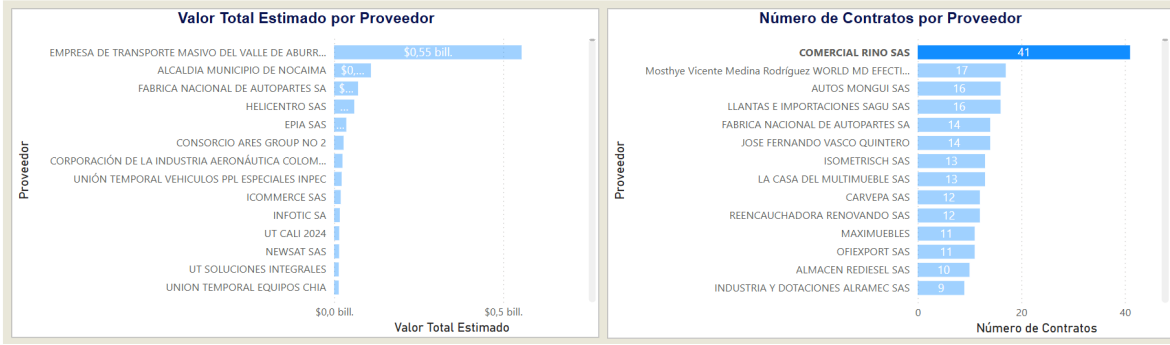 Valor Total Estimado por Proveedor
Proveedor
EMPRESA DE TRANSPORTE MASIVO DEL VALLE DE ABURR... $0,55 bill.
ALCALDIA MUNICIPIO DE NOCAIMA $0,...
FABRICA NACIONAL DE AUTOPARTES SA $...
HELICENTRO SAS ...
EPIA SAS ...
CONSORCIO ARES GROUP NO 2
CORPORACIÓN DE LA INDUSTRIA AERONÁUTICA COLOM...
UNIÓN TEMPORAL VEHICULOS PPL ESPECIALES INPEC
ICOMMERCE SAS
INFOTIC SA
UT CALI 2024
NEWSAT SAS
UT SOLUCIONES INTEGRALES
UNION TEMPORAL EQUIPOS CHIA
$0,0 bill. $0,5 bill.
Valor Total Estimado
Número de Contratos por Proveedor
Proveedor
COMERCIAL RINO SAS 41
Mosthye Vicente Medina Rodríguez WORLD MD EFECTI... 17
AUTOS MONGUI SAS 16
LLANTAS E IMPORTACIONES SAGU SAS 16
FABRICA NACIONAL DE AUTOPARTES SA 14
JOSE FERNANDO VASCO QUINTERO 14
ISOMETRISCH SAS 13
LA CASA DEL MULTIMUEBLE SAS 13
CARVEPA SAS 12
REENCAUCHADORA RENOVANDO SAS 12
MAXIMUEBLES 11
OFIEXPORT SAS 11
ALMACEN REDIESEL SAS 10
INDUSTRIA Y DOTACIONES ALRAMEC SAS 9
0 20 40
Número de Contratos